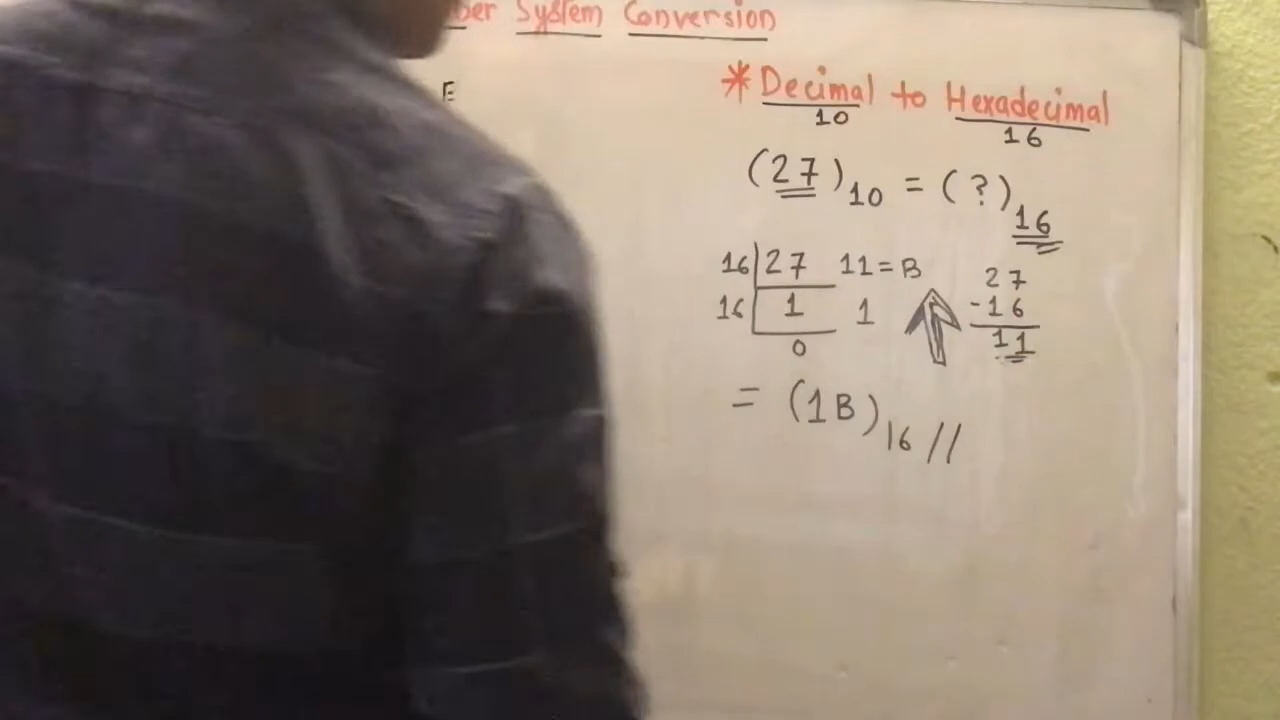 System Conversion
E
* Decimal to Hexadecimal
10 16
(27)10 = (?)16
16 27 11 = B
16 1 1
0
27
-16
11
= (1B)16 //